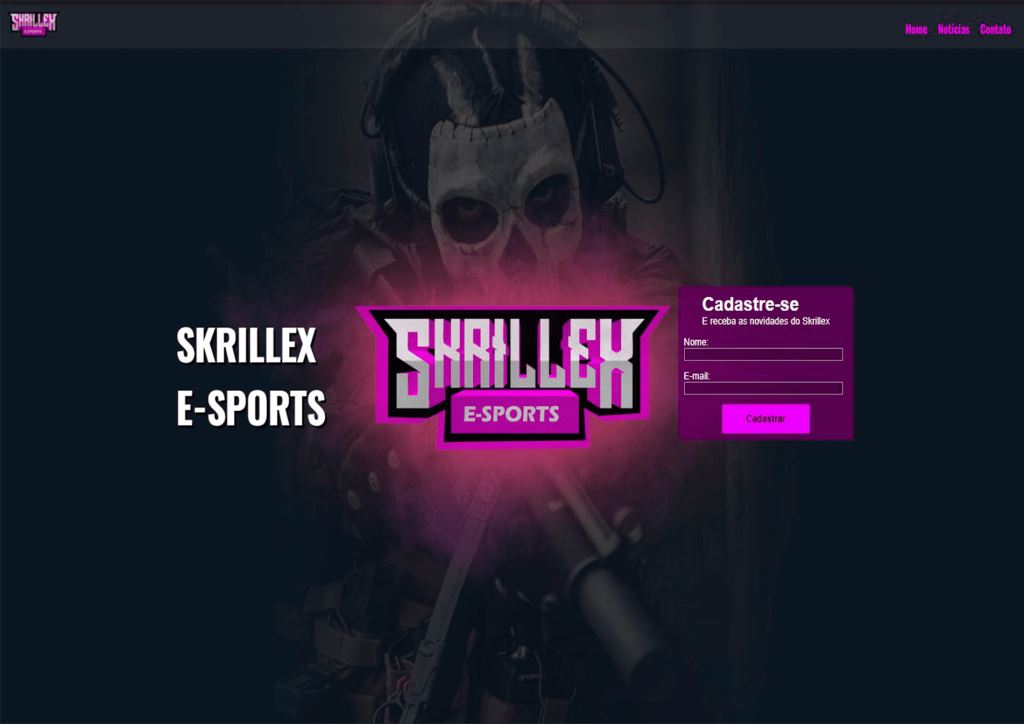 SKRILLEX
E-SPORTS
Home Notícias Contato
SKRILLEX
E-SPORTS
SKRILLEX
E-SPORTS
Cadastre-se
E receba as novidades do Skrillex
Nome:
E-mail:
Cadastrar